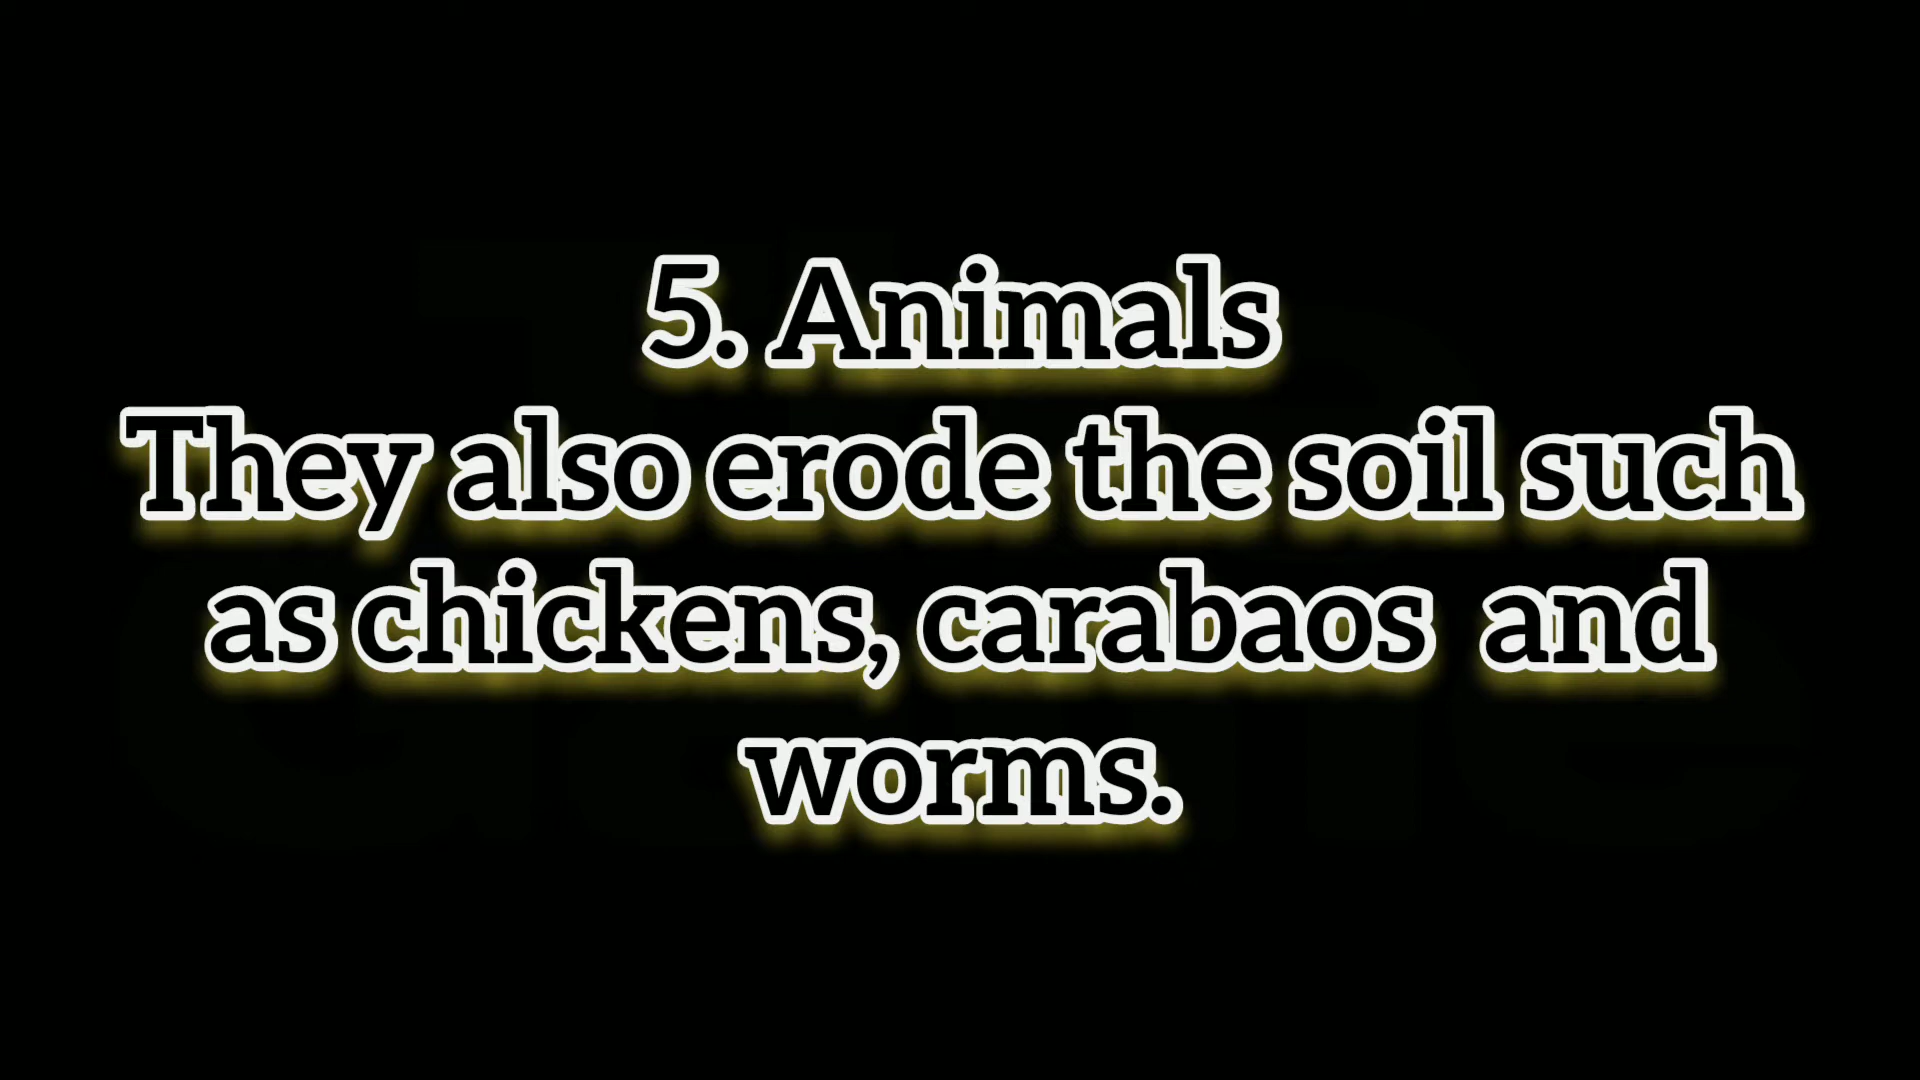 5. Animals
They also erode the soil such
as chickens, carabaos  and
worms.